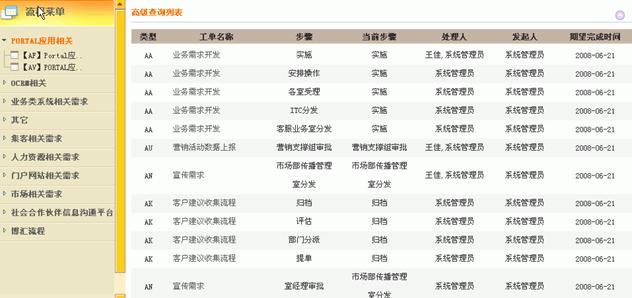 流程菜单
PORTAL应用相关
【AF】Portal应..
【AV】PORTAL应..
OCRM相关
业务类系统相关需求
其它
集客相关需求
人力资源相关需求
门户网站相关需求
市场相关需求
社会合作伙伴信息沟通平台
博汇流程
高级查询列表
类型 工单名称 步骤 当前步骤 处理人 发起人 期望完成时间
AA 业务需求开发 实施 实施 王佳,系统管理员 系统管理员 2008-06-21
AA 业务需求开发 安排操作 实施 系统管理员 系统管理员 2008-06-21
AA 业务需求开发 各室受理 实施 系统管理员 系统管理员 2008-06-21
AA 业务需求开发 ITC分发 实施 系统管理员 系统管理员 2008-06-21
AA 业务需求开发 客服业务室分发 实施 系统管理员 系统管理员 2008-06-21
AU 营销活动数据上报 营销支撑组审批 营销支撑组审批 王佳,系统管理员 系统管理员 2008-06-21
市场部传播管理 市场部传播管理
AN 宣传需求 王佳,系统管理员 系统管理员 2008-06-21
室分发 室分发
AK 客户建议收集流程 归档 归档 系统管理员 系统管理员 2008-06-21
AK 客户建议收集流程 评估 归档 系统管理员 系统管理员 2008-06-21
AK 客户建议收集流程 部门分派 归档 系统管理员 系统管理员 2008-06-21
AK 客户建议收集流程 提单 归档 系统管理员 系统管理员 2008-06-21
市场部传播管理
AN 宣传需求 室经理审批 系统管理员 系统管理员 2008-06-21
室分发